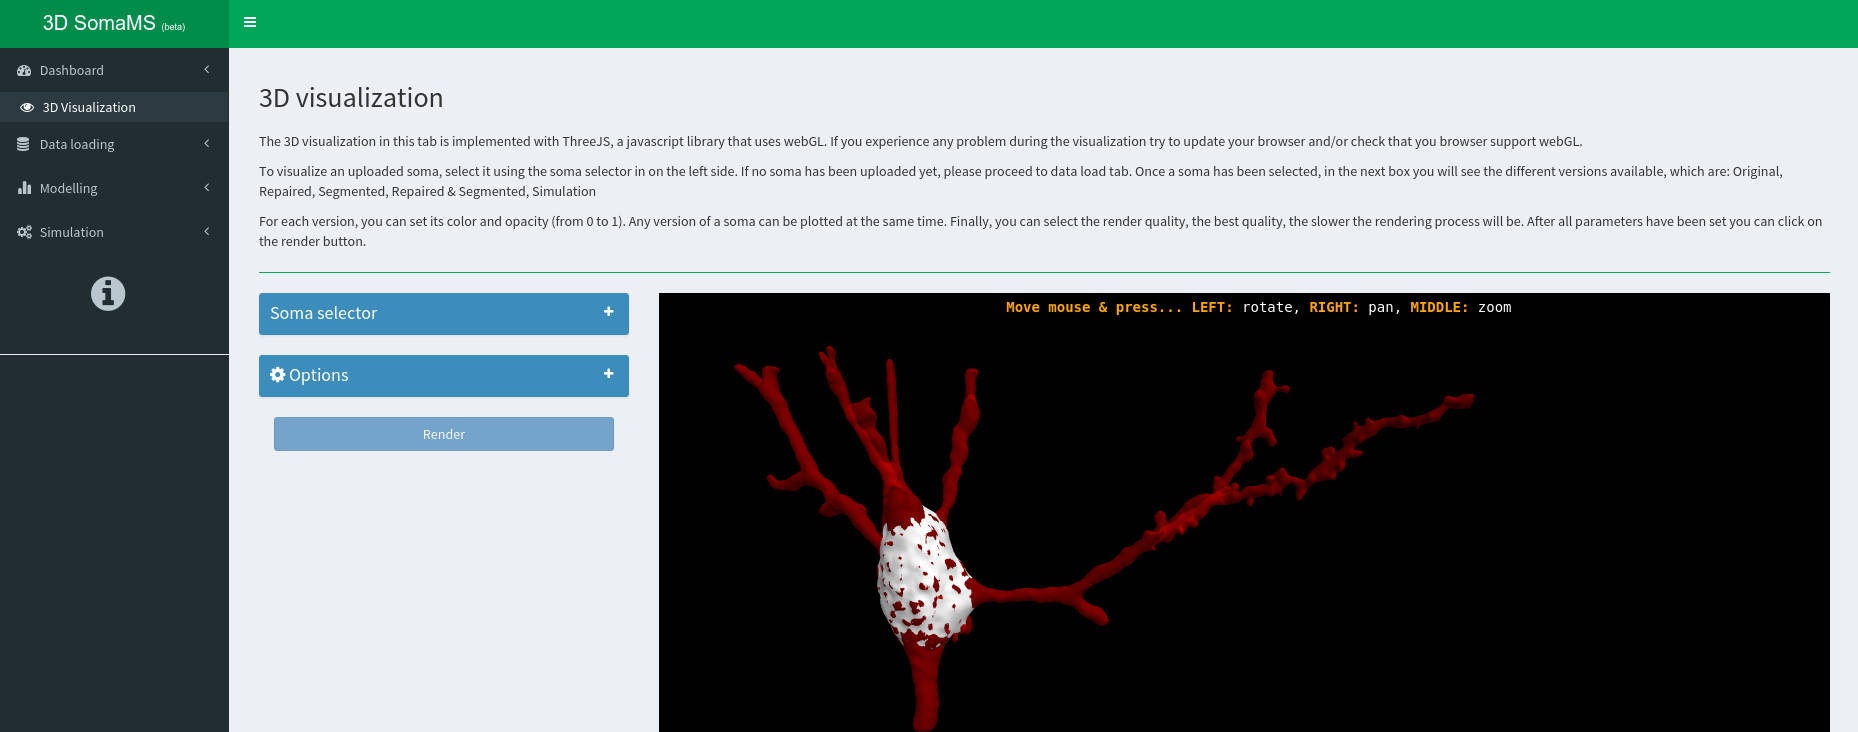 3D SomaMS (beta)
Dashboard
3D Visualization
Data loading
Modelling
Simulation
3D visualization
The 3D visualization in this tab is implemented with ThreeJS, a javascript library that uses webGL. If you experience any problem during the visualization try to update your browser and/or check that you browser support webGL.
To visualize an uploaded soma, select it using the soma selector in on the left side. If no soma has been uploaded yet, please proceed to data load tab. Once a soma has been selected, in the next box you will see the different versions available, which are: Original,
Repaired, Segmented, Repaired & Segmented, Simulation
For each version, you can set its color and opacity (from 0 to 1). Any version of a soma can be plotted at the same time. Finally, you can select the render quality, the best quality, the slower the rendering process will be. After all parameters have been set you can click on
the render button.
Soma selector
Options
Render
Move mouse & press... LEFT: rotate, RIGHT: pan, MIDDLE: zoom